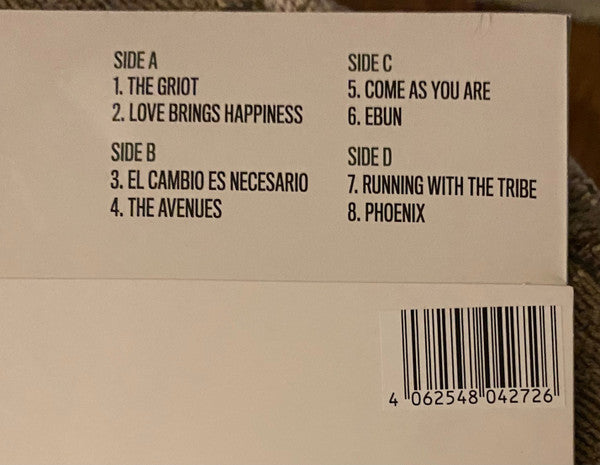 SIDE A
1. THE GRIOT
2. LOVE BRINGS HAPPINESS
SIDE B
3. EL CAMBIO ES NECESARIO
4. THE AVENUES
SIDE C
5. COME AS YOU ARE
6. EBUN
SIDE D
7. RUNNING WITH THE TRIBE
8. PHOENIX
4 062548 042726